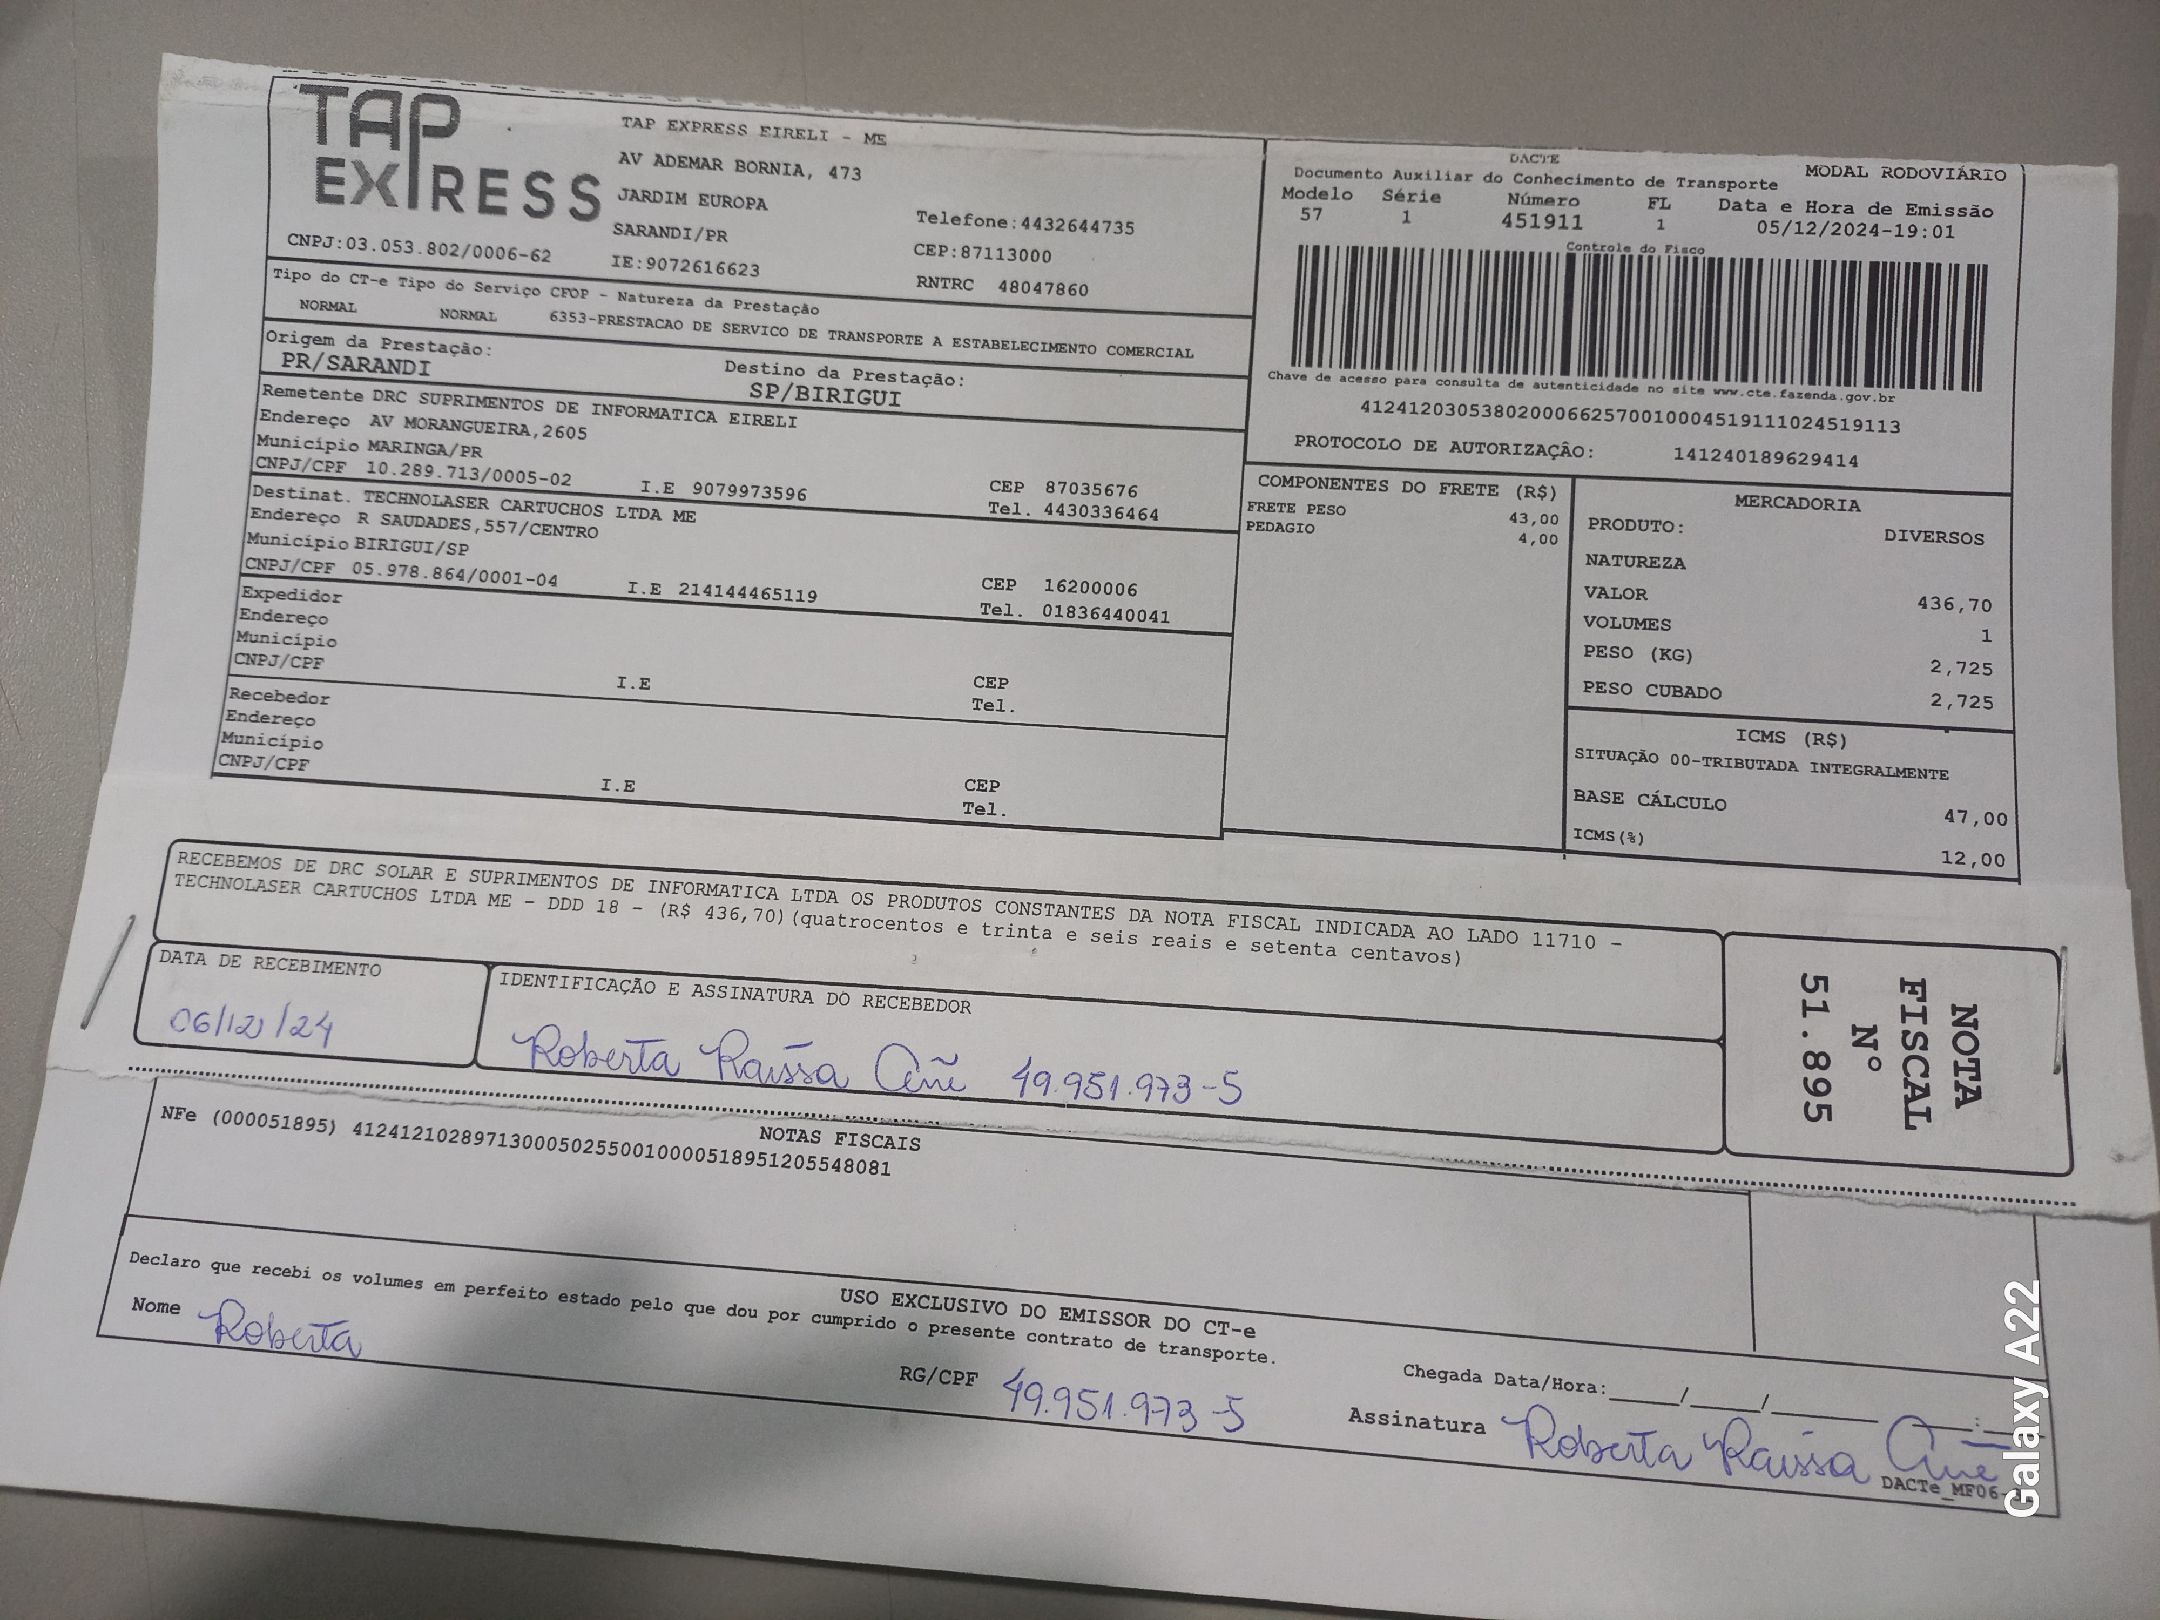 TAP
EXPRESS
CNPJ:03.053.802/0006-62
TAP EXPRESS EIRELI - ME
AV ADEMAR BORNIA, 473
JARDIM EUROPA
SARANDI/PR
IE:9072616623
Telefone:4432644735
CEP:87113000
RNTRC 48047860
DACTE
MODAL RODOVIÁRIO
Documento Auxiliar do Conhecimento de Transporte
Modelo Série Número FL Data e Hora de Emissão
57 1 451911 1 05/12/2024-19:01
Controle do Fisco
Chave de acesso para consulta de autenticidade no site www.cte.fazenda.gov.br
41241203053802000662570010004519111024519113
PROTOCOLO DE AUTORIZAÇÃO: 141240189629414
Tipo do CT-e Tipo do Serviço CFOP - Natureza da Prestação
NORMAL NORMAL 6353-PRESTACAO DE SERVICO DE TRANSPORTE A ESTABELECIMENTO COMERCIAL
Origem da Prestação: Destino da Prestação:
PR/SARANDI SP/BIRIGUI
Remetente DRC SUPRIMENTOS DE INFORMATICA EIRELI
Endereço AV MORANGUEIRA,2605
Município MARINGA/PR
CNPJ/CPF 10.289.713/0005-02 I.E 9079973596
CEP 87035676
Tel. 4430336464
Destinat. TECHNOLASER CARTUCHOS LTDA ME
Endereço R SAUDADES,557/CENTRO
Município BIRIGUI/SP
CNPJ/CPF 05.978.864/0001-04 I.E 214144465119
CEP 16200006
Tel. 01836440041
Expedidor
Endereço
Município
CNPJ/CPF I.E CEP
Tel.
Recebedor
Endereço
Município
CNPJ/CPF I.E CEP
Tel.
COMPONENTES DO FRETE (R$)
FRETE PESO 43,00
PEDAGIO 4,00
MERCADORIA
PRODUTO: DIVERSOS
NATUREZA
VALOR 436,70
VOLUMES 1
PESO (KG) 2,725
PESO CUBADO 2,725
ICMS (R$)
SITUAÇÃO 00-TRIBUTADA INTEGRALMENTE
BASE CÁLCULO 47,00
ICMS(%) 12,00
RECEBEMOS DE DRC SOLAR E SUPRIMENTOS DE INFORMATICA LTDA OS PRODUTOS CONSTANTES DA NOTA FISCAL INDICADA AO LADO 11710 -
TECHNOLASER CARTUCHOS LTDA ME - DDD 18 - (R$ 436,70)(quatrocentos e trinta e seis reais e setenta centavos)
DATA DE RECEBIMENTO
06/12/24
IDENTIFICAÇÃO E ASSINATURA DO RECEBEDOR
Roberta Raissa 49.951.973-5
NOTA
FISCAL
N°
51.895
NOTAS FISCAIS
NFe (000051895) 41241210289713000502550010000518951205548081
USO EXCLUSIVO DO EMISSOR DO CT-e
Declaro que recebi os volumes em perfeito estado pelo que dou por cumprido o presente contrato de transporte.
Nome Roberta
RG/CPF 49.951.973-5
Chegada Data/Hora:_____/_____/________ _____:
Assinatura Roberta Raissa
DACTe_MF06-
Galaxy A22